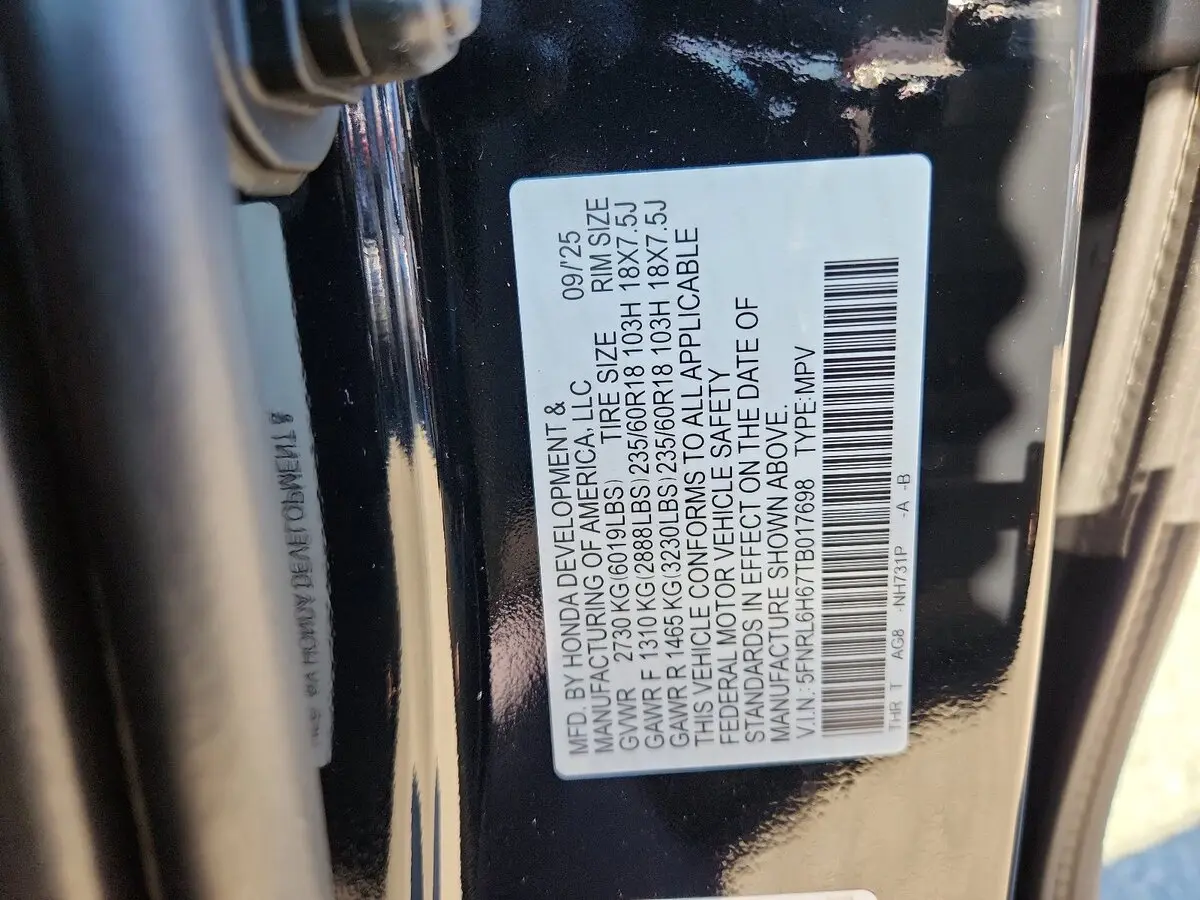 MFD. BY HONDA DEVELOPMENT &
MANUFACTURING OF AMERICA, LLC 09/'25
GVWR 2730 KG(6019LBS) TIRE SIZE RIM SIZE
GAWR F 1310 KG(2888LBS)235/60R18 103H 18X7.5J
GAWR R 1465 KG(3230LBS)235/60R18 103H 18X7.5J
THIS VEHICLE CONFORMS TO ALL APPLICABLE
FEDERAL MOTOR VEHICLE SAFETY
STANDARDS IN EFFECT ON THE DATE OF
MANUFACTURE SHOWN ABOVE.
V.I.N.: 5FNRL6H67TB017698 TYPE:MPV
THR T AG8 -NH731P -A -B